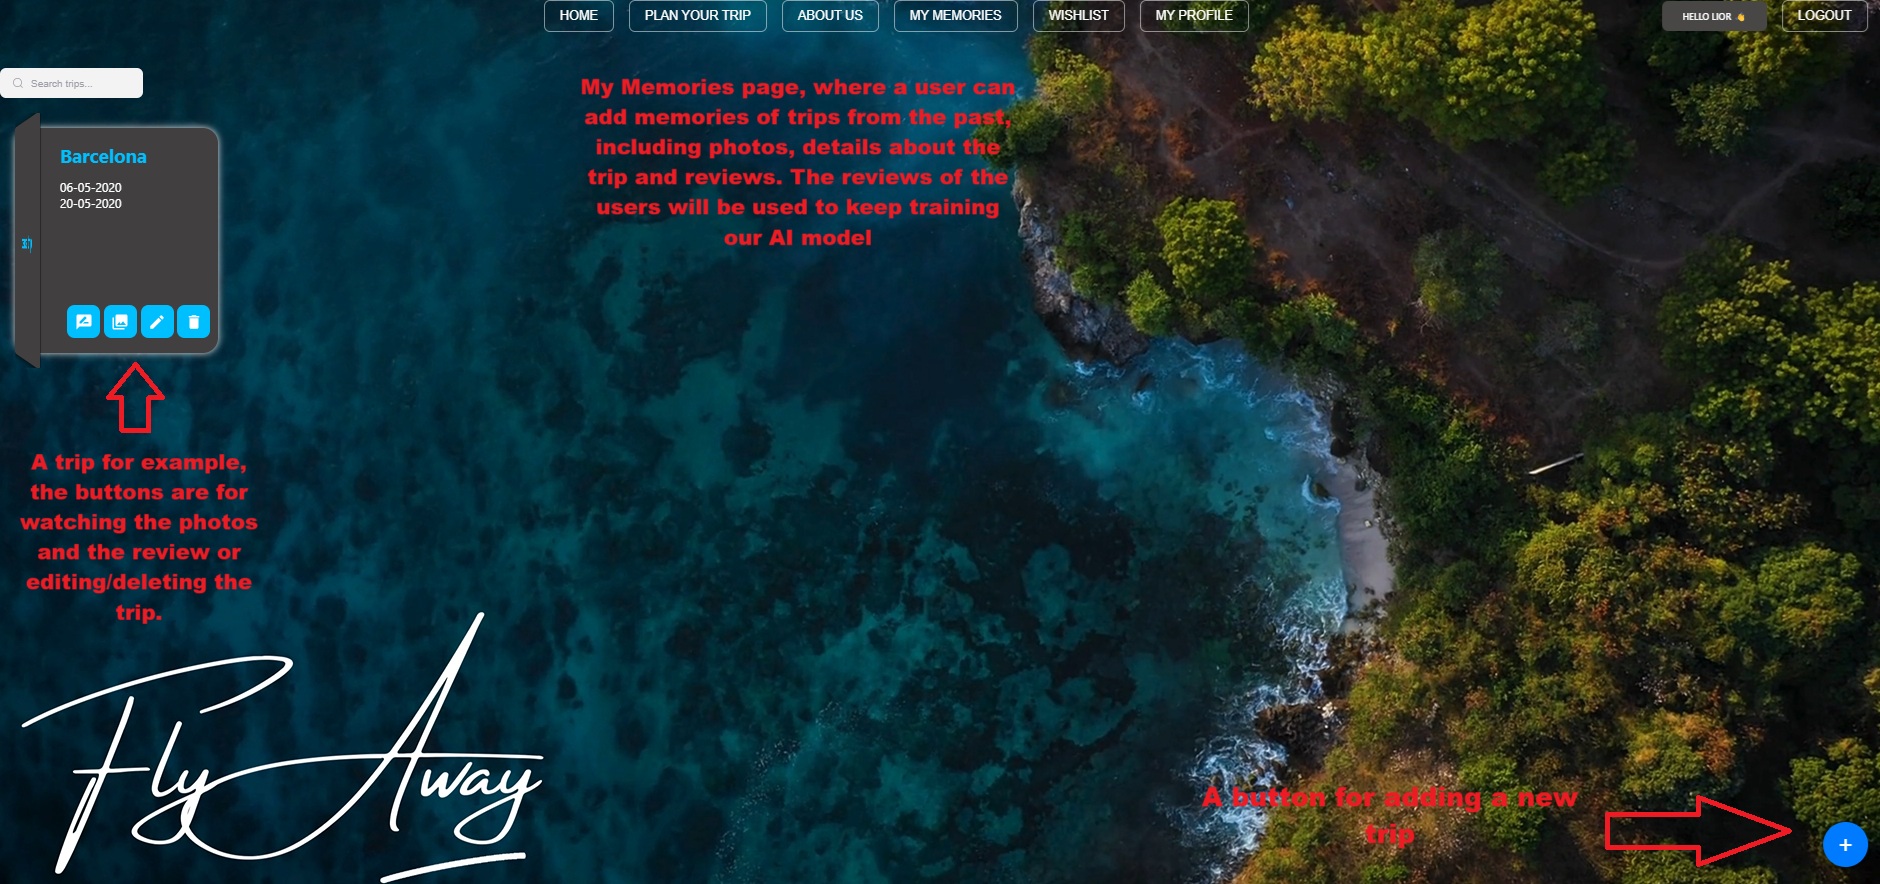 HOME
PLAN YOUR TRIP
ABOUT US
MY MEMORIES
WISHLIST
MY PROFILE
HELLO LIOR 👋
LOGOUT
Search trips...
My Memories page, where a user can
add memories of trips from the past,
including photos, details about the
trip and reviews. The reviews of the
users will be used to keep training
our AI model
Barcelona
06-05-2020
20-05-2020
A trip for example,
the buttons are for
watching the photos
and the review or
editing/deleting the
trip.
Fly Away
A button for adding a new
trip
+